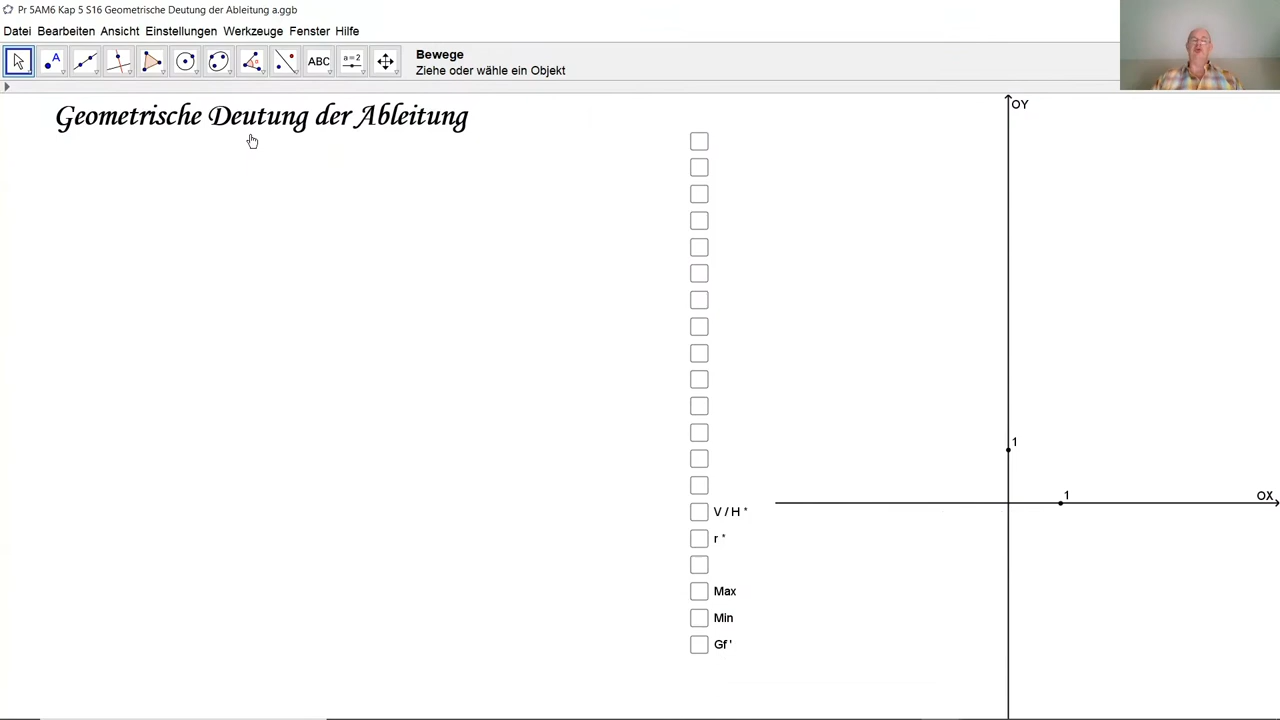 Pr 5AM6 Kap 5 S16 Geometrische Deutung der Ableitung a.ggb
Datei Bearbeiten Ansicht Einstellungen Werkzeuge Fenster Hilfe
A
ABC
a=2
Bewege
Ziehe oder wähle ein Objekt
Geometrische Deutung der Ableitung
V / H *
r *
Max
Min
Gf '
OY
1
1
OX